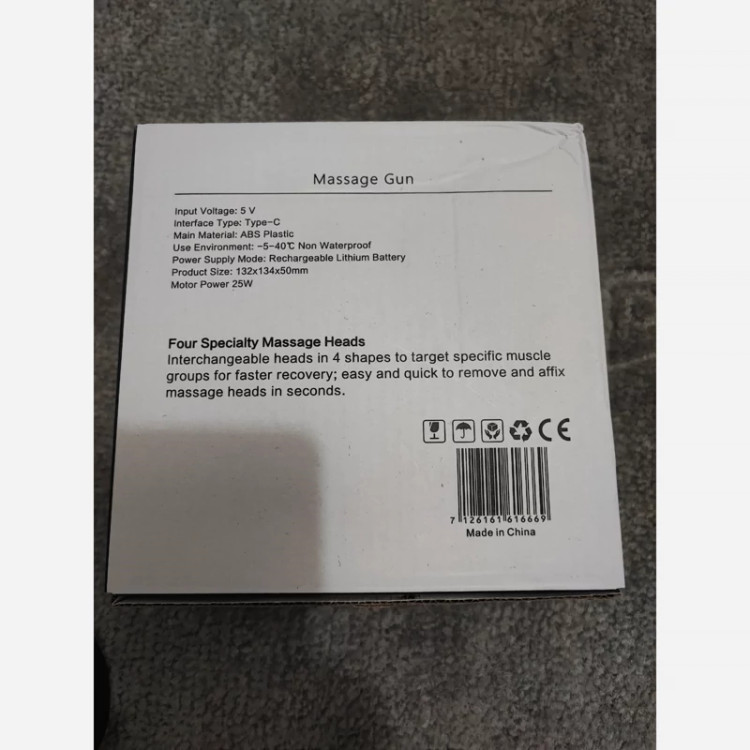 Massage Gun
Input Voltage: 5 V
Interface Type: Type-C
Main Material: ABS Plastic
Use Environment: -5-40℃ Non Waterproof
Power Supply Mode: Rechargeable Lithium Battery
Product Size: 132x134x50mm
Motor Power 25W
Four Specialty Massage Heads
Interchangeable heads in 4 shapes to target specific muscle
groups for faster recovery; easy and quick to remove and affix
massage heads in seconds.
CE
7 126161 616669
Made in China